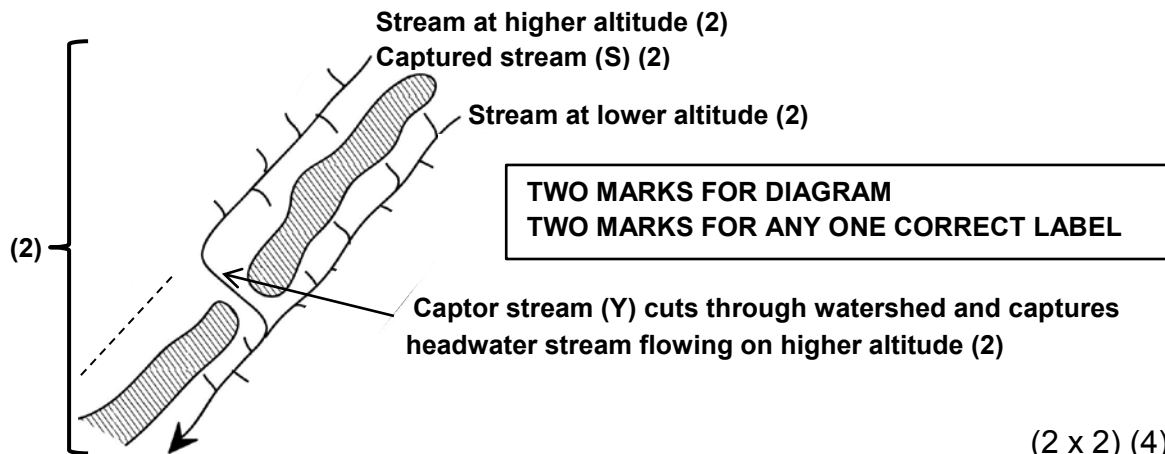 Stream at higher altitude (2)
Captured stream (S) (2)
Stream at lower altitude (2)
TWO MARKS FOR DIAGRAM
TWO MARKS FOR ANY ONE CORRECT LABEL
(2)
Captor stream (Y) cuts through watershed and captures
headwater stream flowing on higher altitude (2)
(2 x 2) (4)